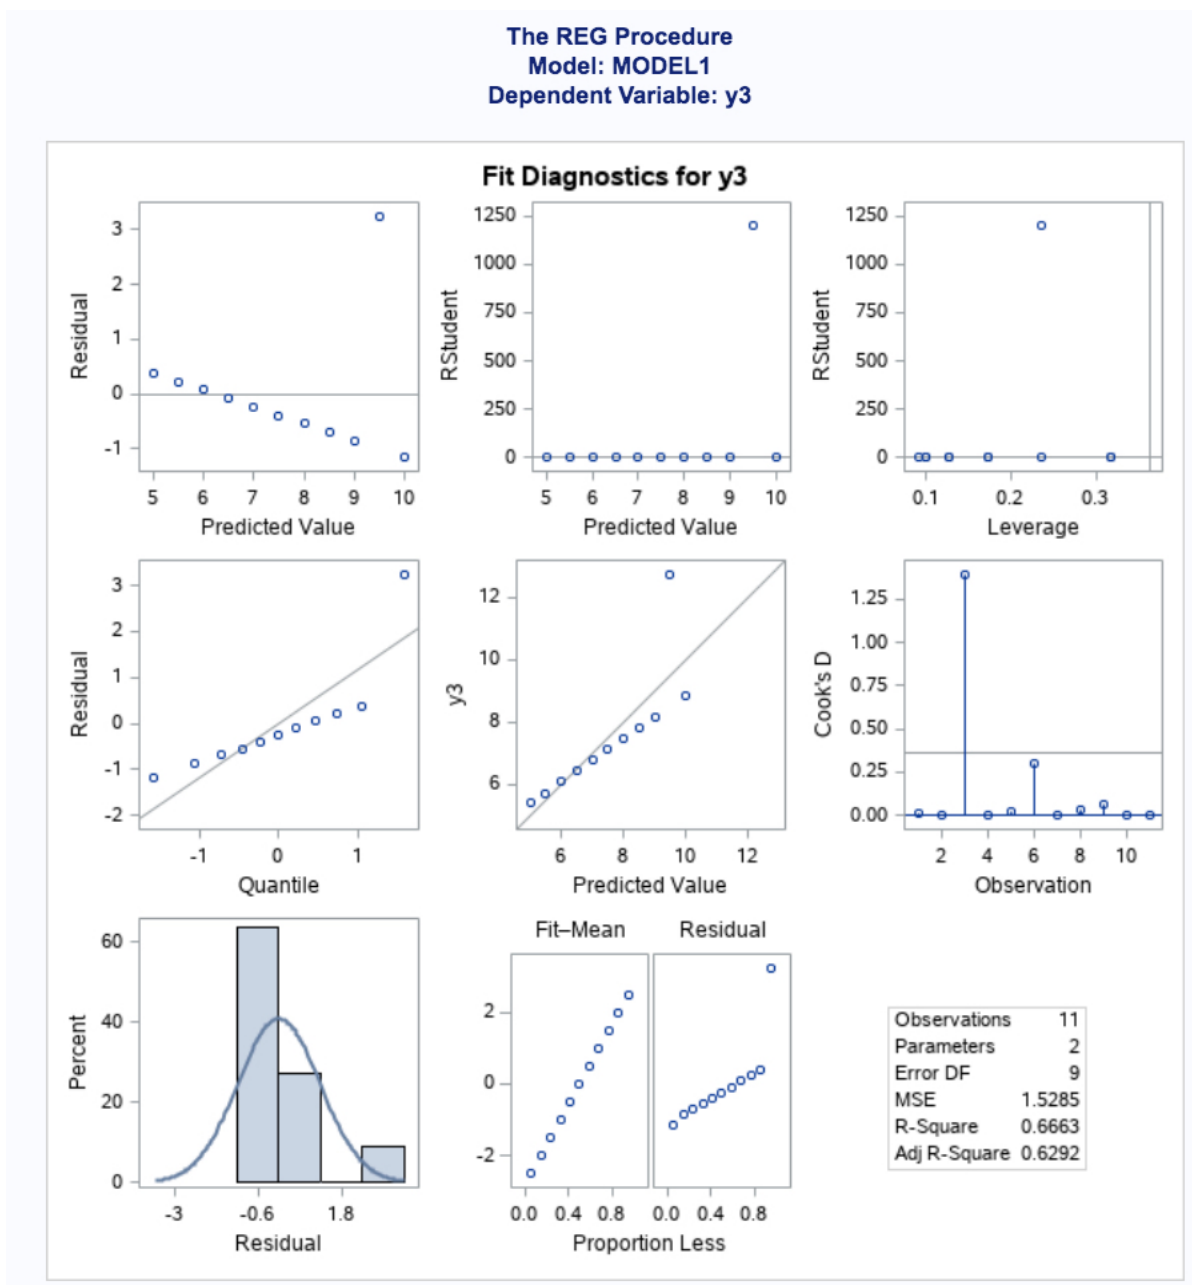 The REG Procedure
Model: MODEL1
Dependent Variable: y3
Fit Diagnostics for y3
Residual
3
2
1
0
-1
5 6 7 8 9 10
Predicted Value
RStudent
1250
1000
750
500
250
0
5 6 7 8 9 10
Predicted Value
RStudent
1250
1000
750
500
250
0
0.1 0.2 0.3
Leverage
Residual
3
2
1
0
-1
-2
-1 0 1
Quantile
y3
12
10
8
6
6 8 10 12
Predicted Value
Cook's D
1.25
1.00
0.75
0.50
0.25
0.00
2 4 6 8 10
Observation
Percent
60
40
20
0
-3 -0.6 1.8
Residual
Fit–Mean Residual
2
0
-2
0.0 0.4 0.8 0.0 0.4 0.8
Proportion Less
Observations 11
Parameters 2
Error DF 9
MSE 1.5285
R-Square 0.6663
Adj R-Square 0.6292